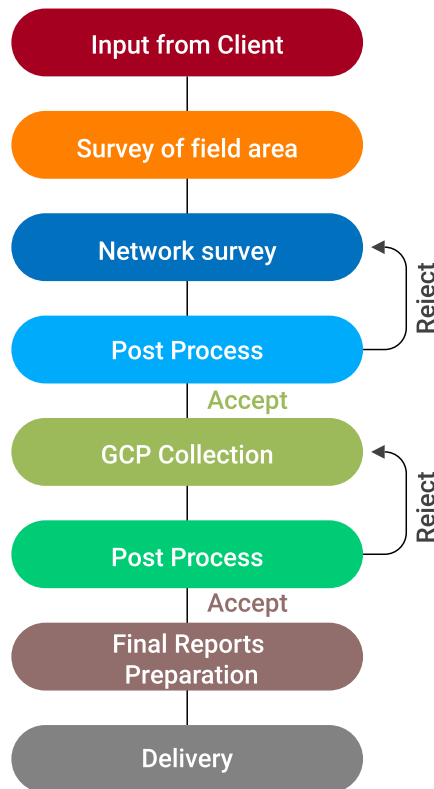 Input from Client
Survey of field area
Network survey
Reject
Post Process
Accept
GCP Collection
Reject
Post Process
Accept
Final Reports
Preparation
Delivery